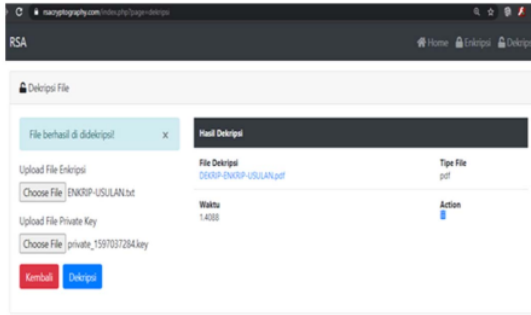 rsacryptography.com/index.php?page=dekripsi
RSA
Home Enkripsi Dekrips
Dekripsi File
File berhasil di didekripsi! ×
Upload File Enkripsi
Choose File ENKRIP-USULAN.txt
Upload File Private Key
Choose File private_1597037284.key
Kembali Dekripsi
Hasil Dekripsi
File Dekripsi Tipe File
DEKRIP-ENKRIP-USULAN.pdf pdf
Waktu Action
1.4088